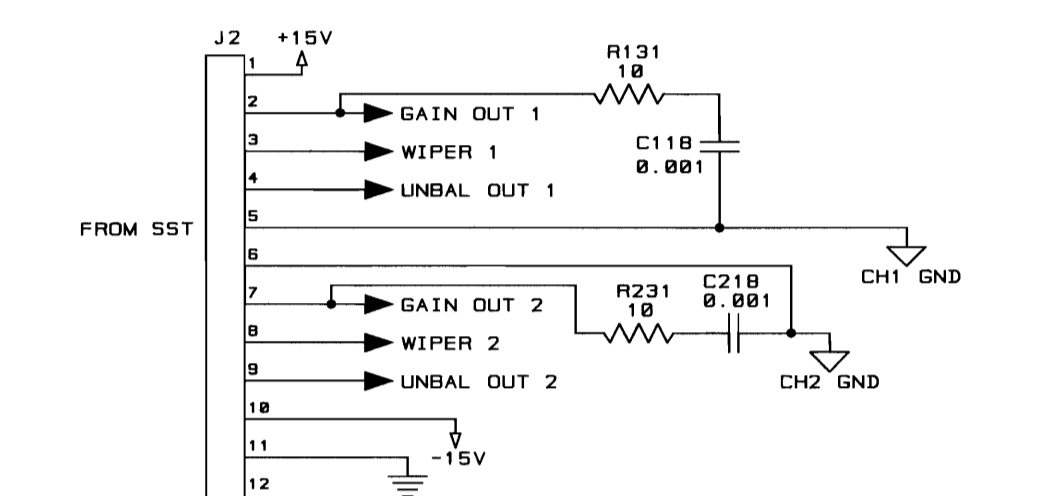 J2
+15V
1
R131
10
2
GAIN OUT 1
3
WIPER 1
C118
0.001
4
UNBAL OUT 1
5
FROM SST
6
CH1 GND
7
GAIN OUT 2
R231
10
C218
0.001
8
WIPER 2
9
UNBAL OUT 2
CH2 GND
10
-15V
11
12